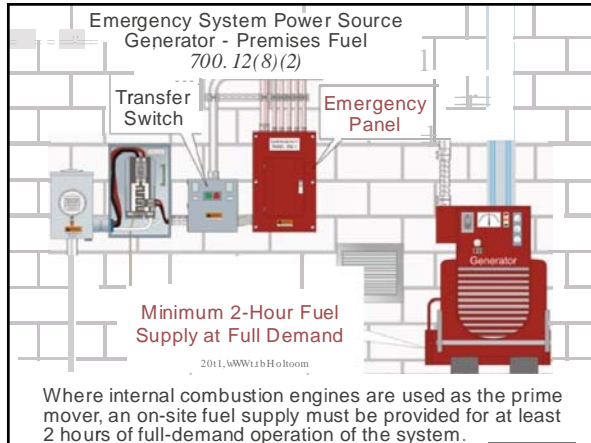 Emergency System Power Source
Generator - Premises Fuel
700.12(8)(2)
Transfer
Switch
Emergency
Panel
Generator
Minimum 2-Hour Fuel
Supply at Full Demand
Where internal combustion engines are used as the prime
mover, an on-site fuel supply must be provided for at least
2 hours of full-demand operation of the system.